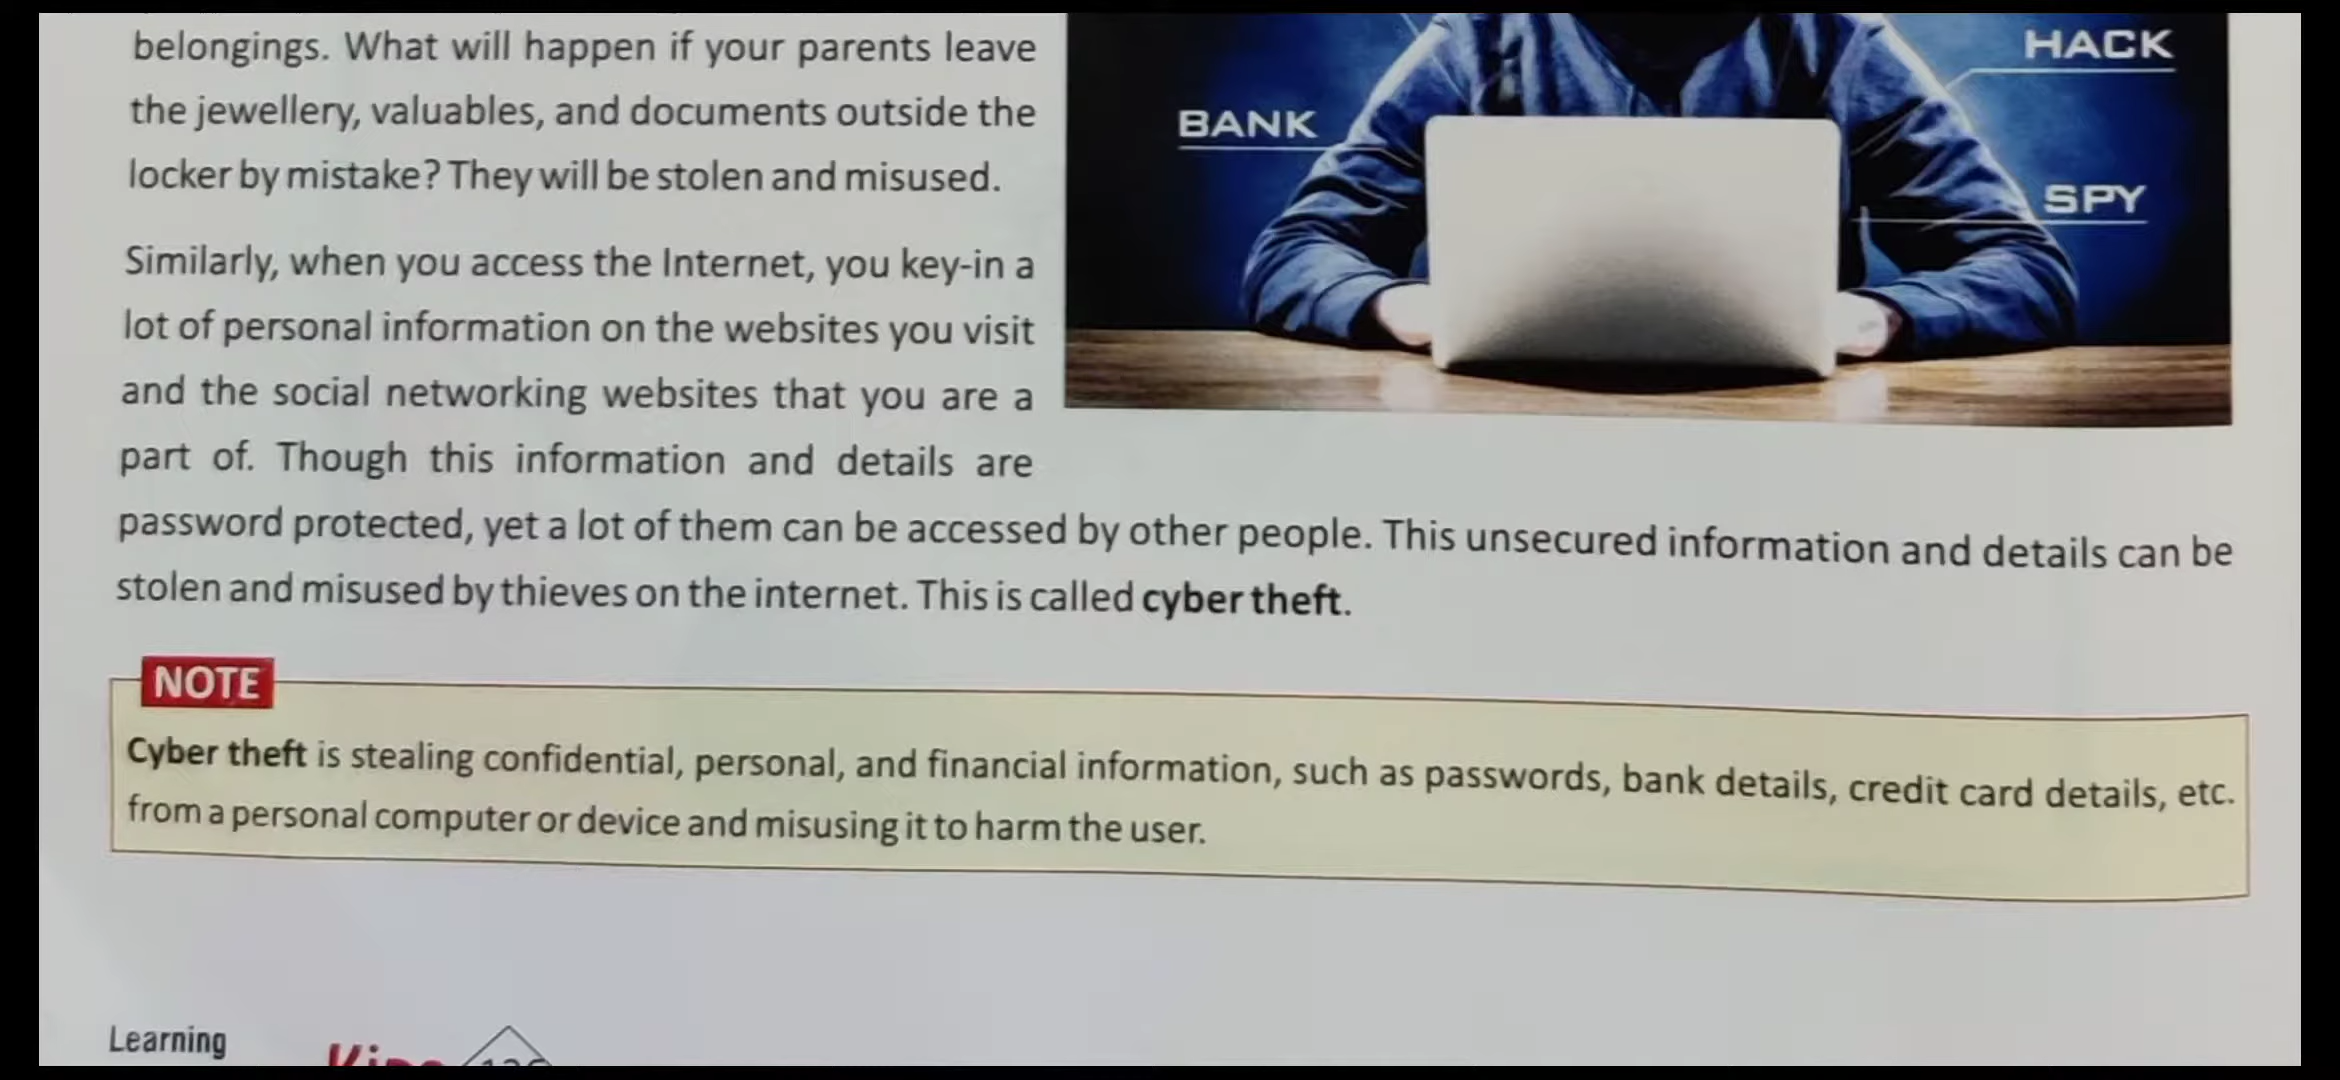 belongings. What will happen if your parents leave
the jewellery, valuables, and documents outside the
locker by mistake? They will be stolen and misused.
HACK
BANK
SPY
Similarly, when you access the Internet, you key-in a
lot of personal information on the websites you visit
and the social networking websites that you are a
part of. Though this information and details are
password protected, yet a lot of them can be accessed by other people. This unsecured information and details can be
stolen and misused by thieves on the internet. This is called cyber theft.
NOTE
Cyber theft is stealing confidential, personal, and financial information, such as passwords, bank details, credit card details, etc.
from a personal computer or device and misusing it to harm the user.
Learning